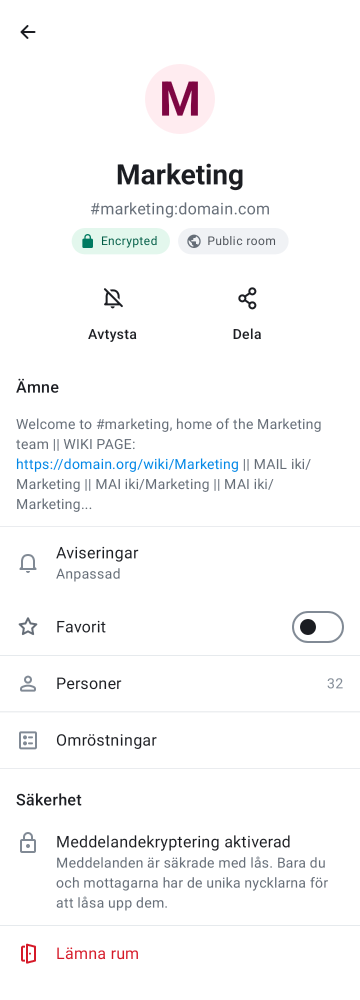 M
Marketing
#marketing:domain.com
Encrypted
Public room
Avtysta
Dela
Ämne
Welcome to #marketing, home of the Marketing
team || WIKI PAGE:
https://domain.org/wiki/Marketing || MAIL iki/
Marketing || MAI iki/Marketing || MAI iki/
Marketing...
Aviseringar
Anpassad
Favorit
Personer
32
Omröstningar
Säkerhet
Meddelandekryptering aktiverad
Meddelanden är säkrade med lås. Bara du
och mottagarna har de unika nycklarna för
att låsa upp dem.
Lämna rum